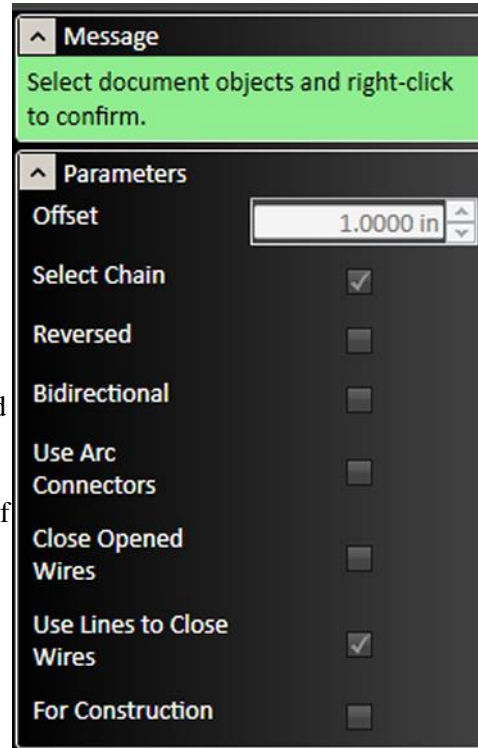 Message
Select document objects and right-click
to confirm.
Parameters
Offset
1.0000 in
Select Chain
Reversed
Bidirectional
Use Arc
Connectors
Close Opened
Wires
Use Lines to Close
Wires
For Construction